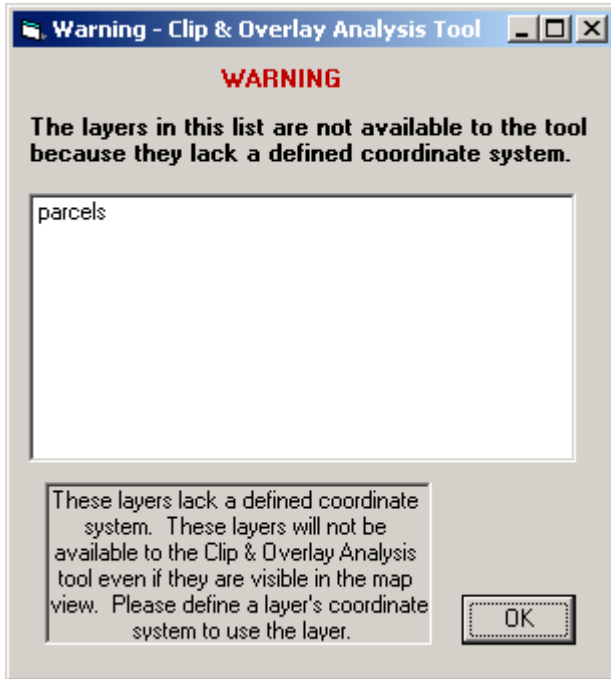 Warning - Clip & Overlay Analysis Tool
WARNING
The layers in this list are not available to the tool
because they lack a defined coordinate system.
parcels
These layers lack a defined coordinate
system. These layers will not be
available to the Clip & Overlay Analysis
tool even if they are visible in the map
view. Please define a layer's coordinate
system to use the layer.
OK